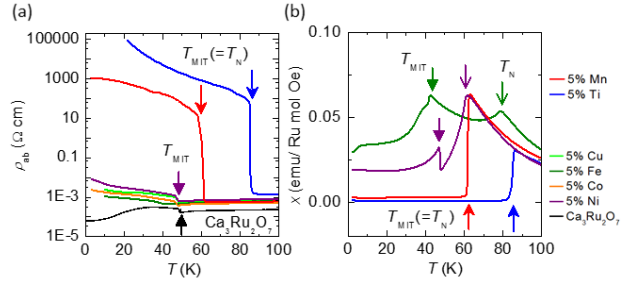 (a)
(b)
100000
1000
10
0.1
1E-3
1E-5
ρab (Ω cm)
TMIT(=TN)
TMIT
Ca3Ru2O7
0 20 40 60 80 100
T (K)
0.10
0.05
0.00
x (emu/ Ru mol Oe)
TMIT
TN
TMIT(=TN)
0 20 40 60 80 100
T (K)
5% Mn
5% Ti
5% Cu
5% Fe
5% Co
5% Ni
Ca3Ru2O7